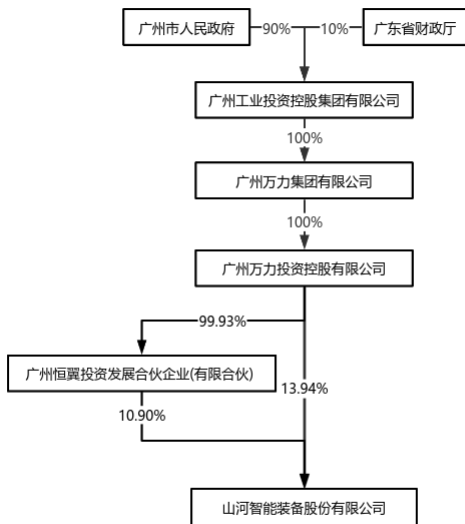 广州市人民政府
90%
10%
广东省财政厅
广州工业投资控股集团有限公司
100%
广州万力集团有限公司
100%
广州万力投资控股有限公司
99.93%
广州恒翼投资发展合伙企业(有限合伙)
13.94%
10.90%
山河智能装备股份有限公司